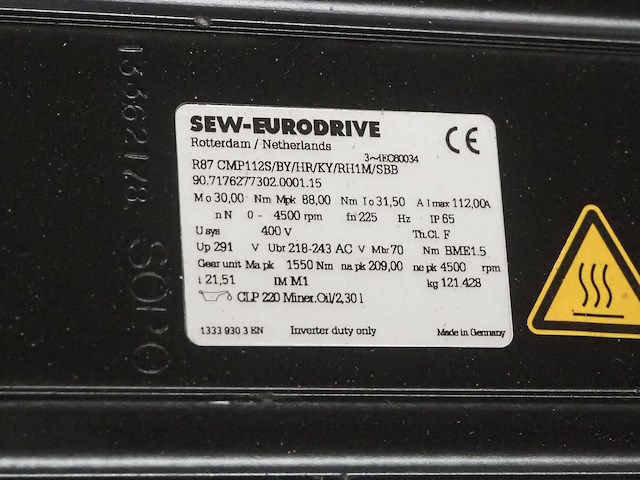 SEW-EURODRIVE
Rotterdam / Netherlands
CE
3~IEC60034
R87 CMP112S/BY/HR/KY/RH1M/SBB
90.7176277302.0001.15
Mo 30,00 Nm Mpk 88,00 Nm Io 31,50 A Imax 112,00A
nN 0- 4500 rpm fn 225 Hz IP 65
Usys 400 V Th.Cl. F
Up 291 V Ubr 218-243 AC V Mbr 70 Nm BME1.5
Gear unit Ma pk 1550 Nm na pk 209,00 ne pk 4500 rpm
i 21,51 IM M1 kg 121.428
CLP 220 Miner.Oil/2,30 l
1333 930 3 EN Inverter duty only Made in Germany